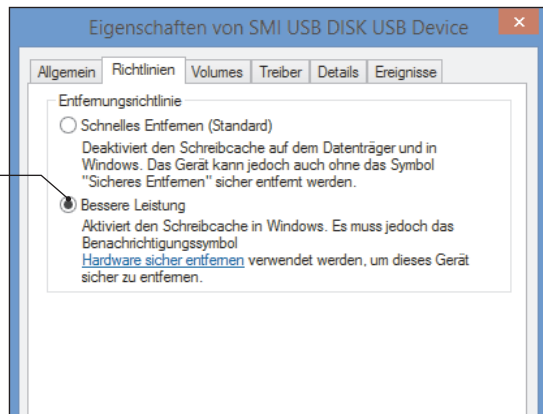 Eigenschaften von SMI USB DISK USB Device
Allgemein Richtlinien Volumes Treiber Details Ereignisse
Entfernungsrichtlinie
Schnelles Entfernen (Standard)
Deaktiviert den Schreibcache auf dem Datenträger und in
Windows. Das Gerät kann jedoch auch ohne das Symbol
"Sicheres Entfernen" sicher entfernt werden.
Bessere Leistung
Aktiviert den Schreibcache in Windows. Es muss jedoch das
Benachrichtigungssymbol
Hardware sicher entfernen verwendet werden, um dieses Gerät
sicher zu entfernen.